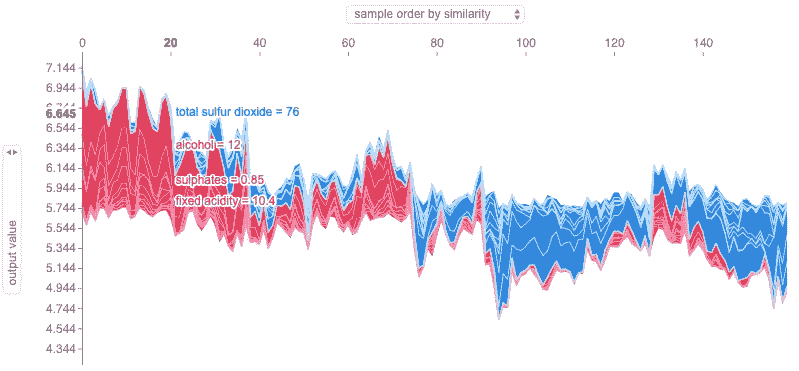 sample order by similarity
0 20 40 60 80 100 120 140
7.144
6.944
6.645
total sulfur dioxide = 76
6.544
alcohol = 12
6.344
6.144
sulphates = 0.85
5.944
fixed acidity = 10.4
5.744
5.544
5.344
5.144
4.944
4.744
4.544
4.344
output value